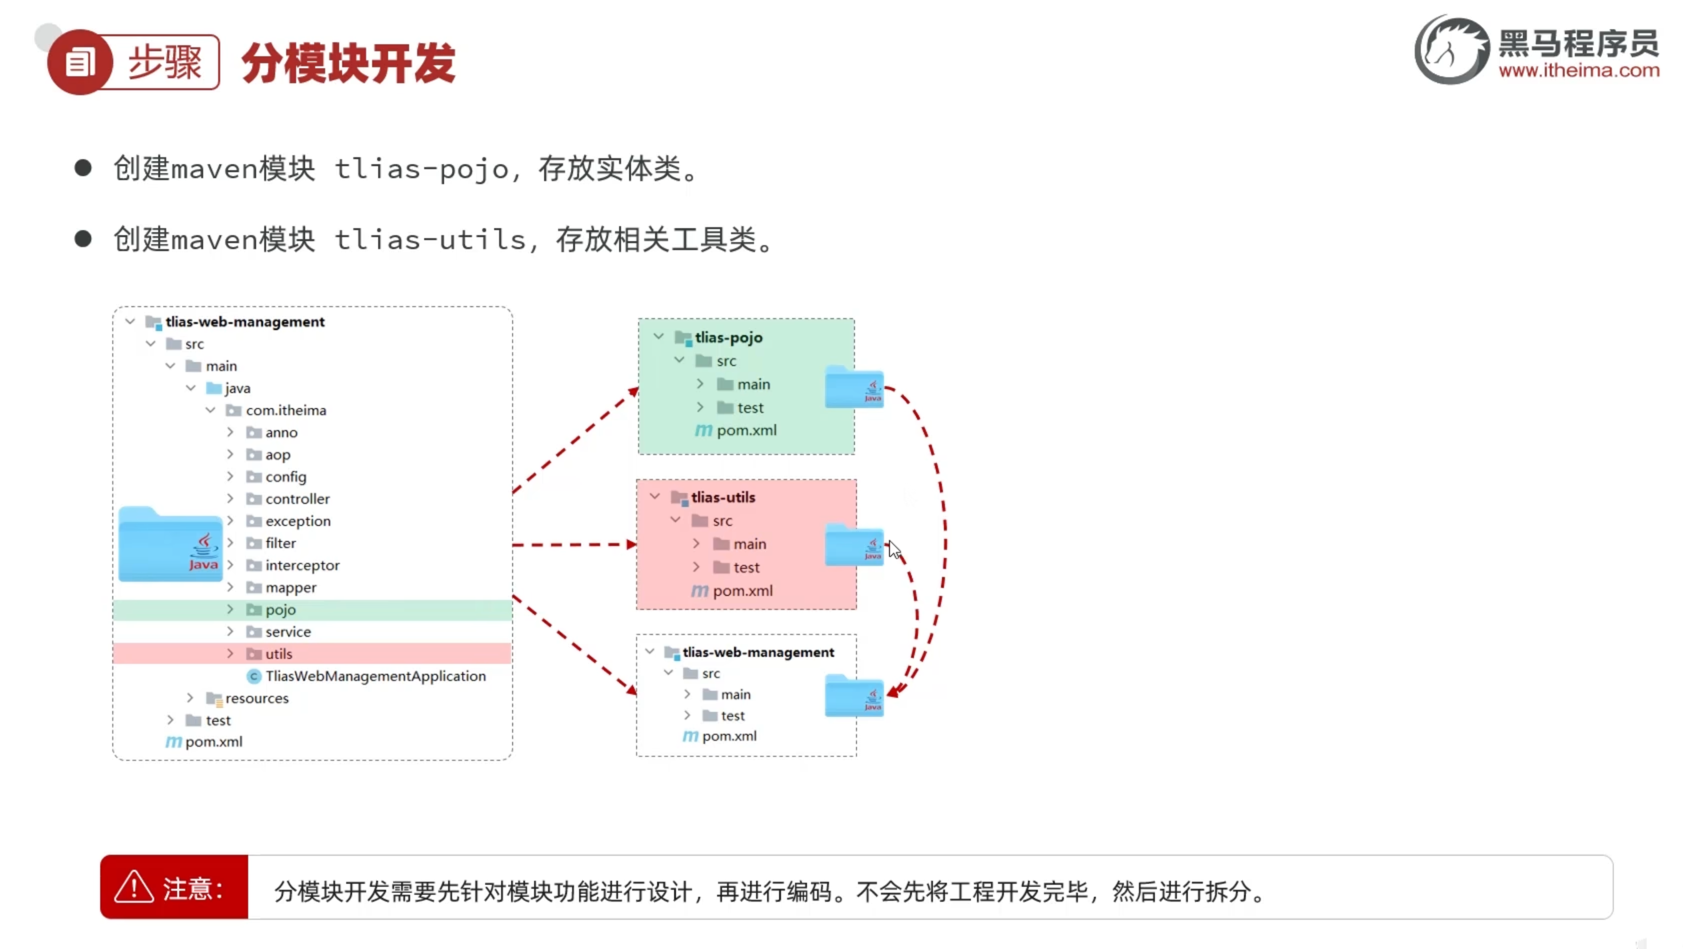 步骤
分模块开发
黑马程序员
www.itheima.com
创建maven模块 tlias-pojo，存放实体类。
创建maven模块 tlias-utils，存放相关工具类。
tlias-web-management
src
main
java
com.itheima
anno
aop
config
controller
exception
filter
interceptor
mapper
pojo
service
utils
TliasWebManagementApplication
resources
test
pom.xml
Java
tlias-pojo
src
main
test
pom.xml
Java
tlias-utils
src
main
test
pom.xml
Java
tlias-web-management
src
main
test
pom.xml
Java
注意：
分模块开发需要先针对模块功能进行设计，再进行编码。不会先将工程开发完毕，然后进行拆分。